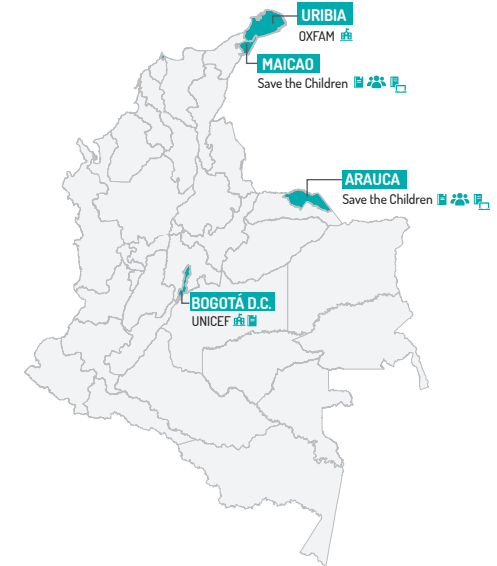 URIBIA
OXFAM
MAICAO
Save the Children
ARAUCA
Save the Children
BOGOTÁ D.C.
UNICEF